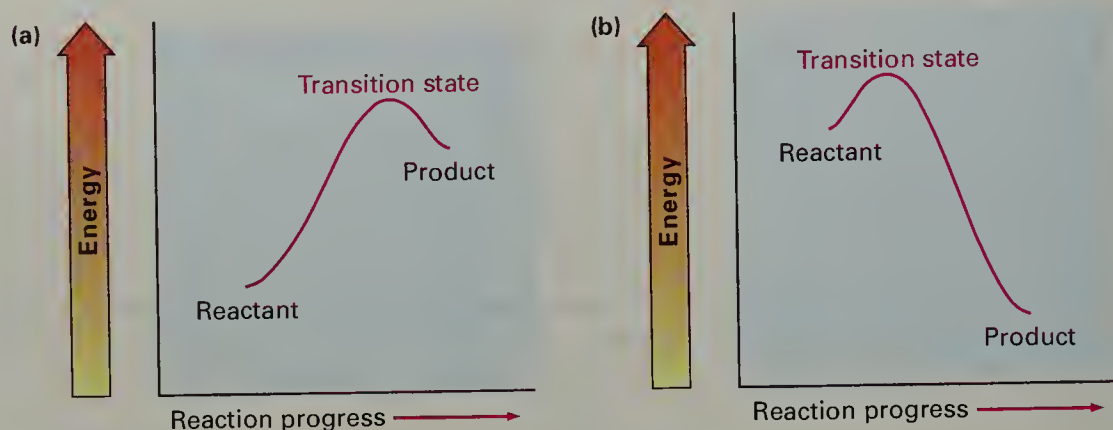 (a)
Energy
Transition state
Product
Reactant
Reaction progress
(b)
Energy
Transition state
Reactant
Product
Reaction progress